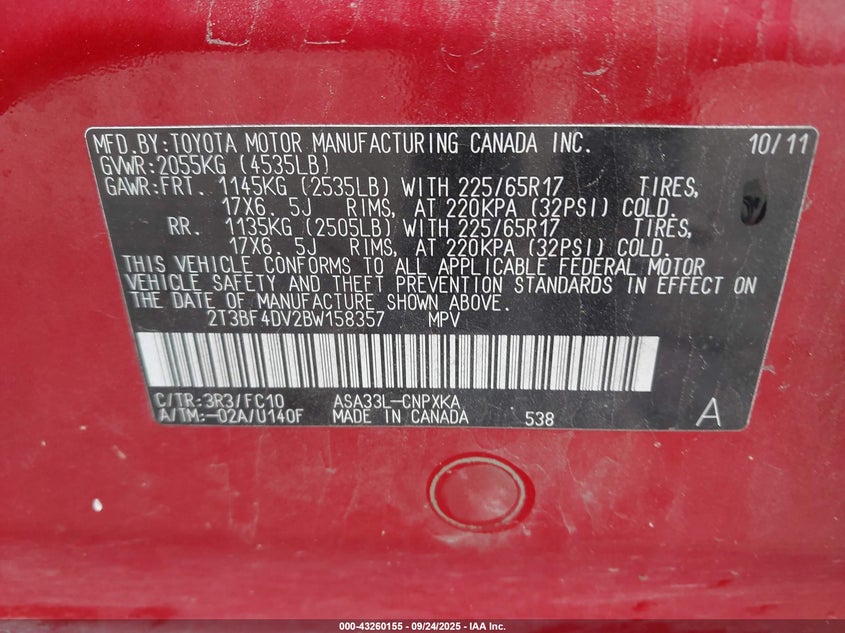 MFD.BY:TOYOTA MOTOR MANUFACTURING CANADA INC. 10/11
GVWR:2055KG (4535LB)
GAWR:FRT. 1145KG (2535LB) WITH 225/65R17 TIRES,
17X6.5J RIMS, AT 220KPA (32PSI) COLD.
RR. 1135KG (2505LB) WITH 225/65R17 TIRES,
17X6.5J RIMS, AT 220KPA (32PSI) COLD.
THIS VEHICLE CONFORMS TO ALL APPLICABLE FEDERAL MOTOR
VEHICLE SAFETY AND THEFT PREVENTION STANDARDS IN EFFECT ON
THE DATE OF MANUFACTURE SHOWN ABOVE.
2T3BF4DV2BW158357 MPV
C/TR:3R3/FC10 ASA33L-CNPXKA
A/TM:-02A/U140F MADE IN CANADA 538 A
000-43260155 - 09/24/2025 - IAA Inc.